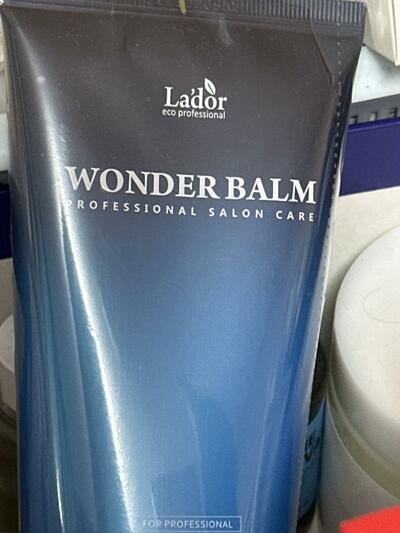 La'dor
eco professional
WONDER BALM
PROFESSIONAL SALON CARE
FOR PROFESSIONAL